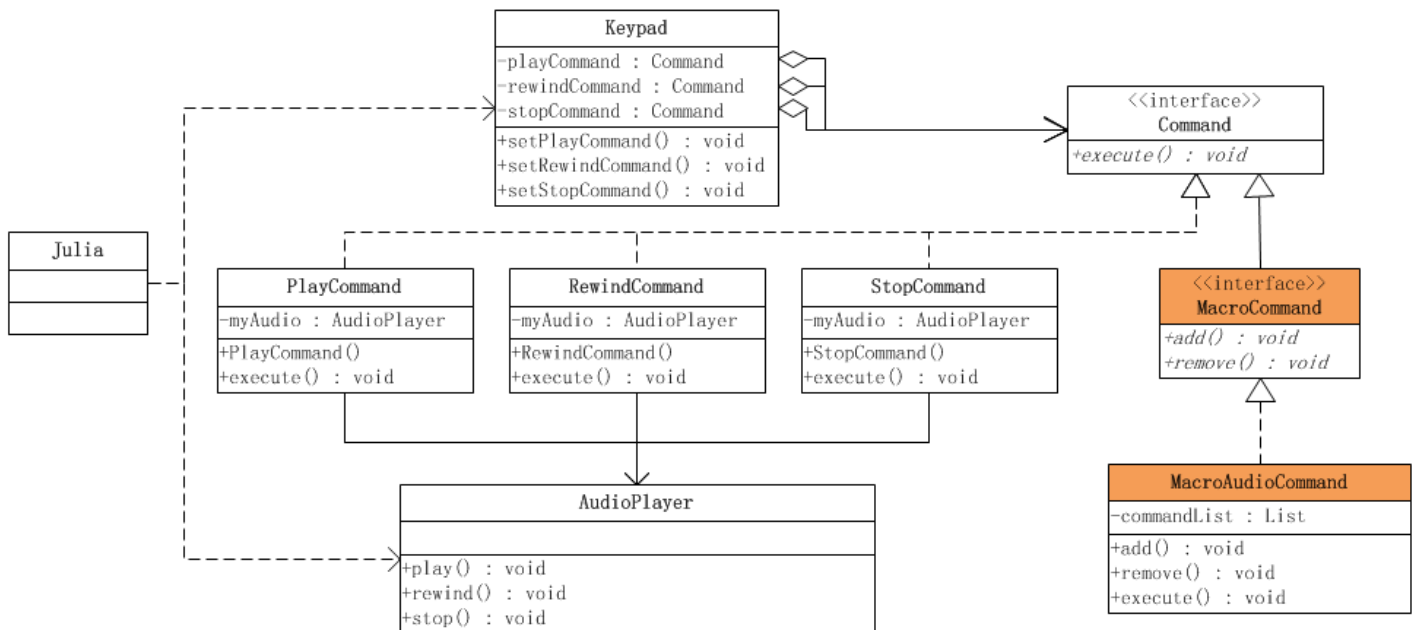 Keypad
-playCommand : Command
-rewindCommand : Command
-stopCommand : Command
+setPlayCommand() : void
+setRewindCommand() : void
+setStopCommand() : void
<<interface>>
Command
+execute() : void
Julia
PlayCommand
-myAudio : AudioPlayer
+PlayCommand()
+execute() : void
RewindCommand
-myAudio : AudioPlayer
+RewindCommand()
+execute() : void
StopCommand
-myAudio : AudioPlayer
+StopCommand()
+execute() : void
<<interface>>
MacroCommand
+add() : void
+remove() : void
AudioPlayer
+play() : void
+rewind() : void
+stop() : void
MacroAudioCommand
-commandList : List
+add() : void
+remove() : void
+execute() : void